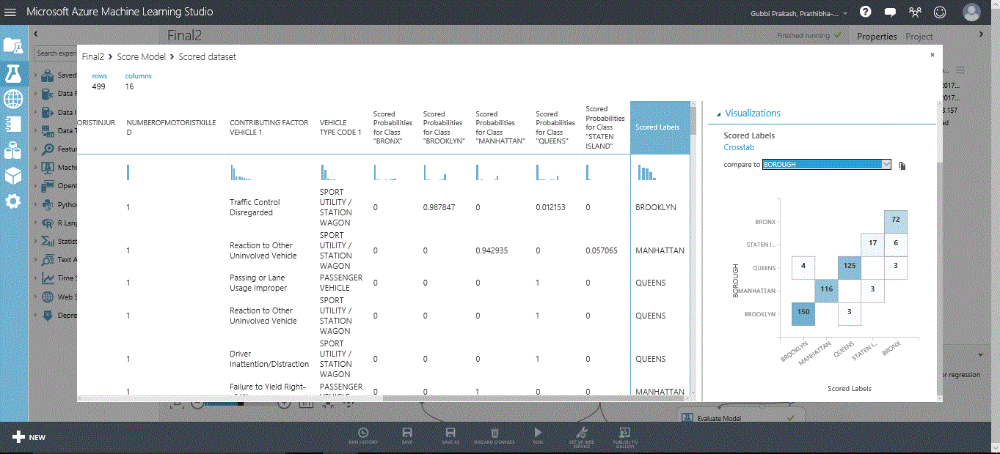 Microsoft Azure Machine Learning Studio
Gubbi Prakash, Prathibha-...
Final2
Finished running
Properties Project
Search experi
Saved
Data F
Data I
Data T
Featur
Machi
OpenC
Python
R Lang
Statist
Text A
Time S
Web S
Depre
Final2 > Score Model > Scored dataset
×
rows
499
columns
16
ORISTINJUR
NUMBEROFMOTORISTKILLE
D
CONTRIBUTING FACTOR
VEHICLE 1
VEHICLE
TYPE CODE 1
Scored
Probabilities
for Class
"BRONX"
Scored
Probabilities
for Class
"BROOKLYN"
Scored
Probabilities
for Class
"MANHATTAN"
Scored
Probabilities
for Class
"QUEENS"
Scored
Probabilities
for Class
"STATEN
ISLAND"
Scored Labels
1
Traffic Control
Disregarded
SPORT
UTILITY /
STATION
WAGON
0
0.987847
0
0.012153
0
BROOKLYN
1
Reaction to Other
Uninvolved Vehicle
SPORT
UTILITY /
STATION
WAGON
0
0
0.942935
0
0.057065
MANHATTAN
1
Passing or Lane
Usage Improper
PASSENGER
VEHICLE
0
0
0
1
0
QUEENS
1
Reaction to Other
Uninvolved Vehicle
SPORT
UTILITY /
STATION
WAGON
0
0
0
1
0
QUEENS
1
Driver
Inattention/Distraction
SPORT
UTILITY /
STATION
WAGON
0
0
0
1
0
QUEENS
1
Failure to Yield Right-
PASSENGER
0
0
1
0
0
MANHATTAN
Visualizations
Scored Labels
Crosstab
compare to BOROUGH
BOROUGH
BRONX
STATEN I...
QUEENS
MANHATTAN
BROOKLYN
72
17 6
4 125 3
116 3
150 3
BROOKLYN
MANHATTAN
QUEENS
STATEN I...
BRONX
Scored Labels
2017...
2017...
3.157
ed
or regression
Evaluate Model
NEW
RUN HISTORY
SAVE
SAVE AS
DISCARD CHANGES
RUN
SET UP WEB
SERVICE
PUBLISH TO
GALLERY